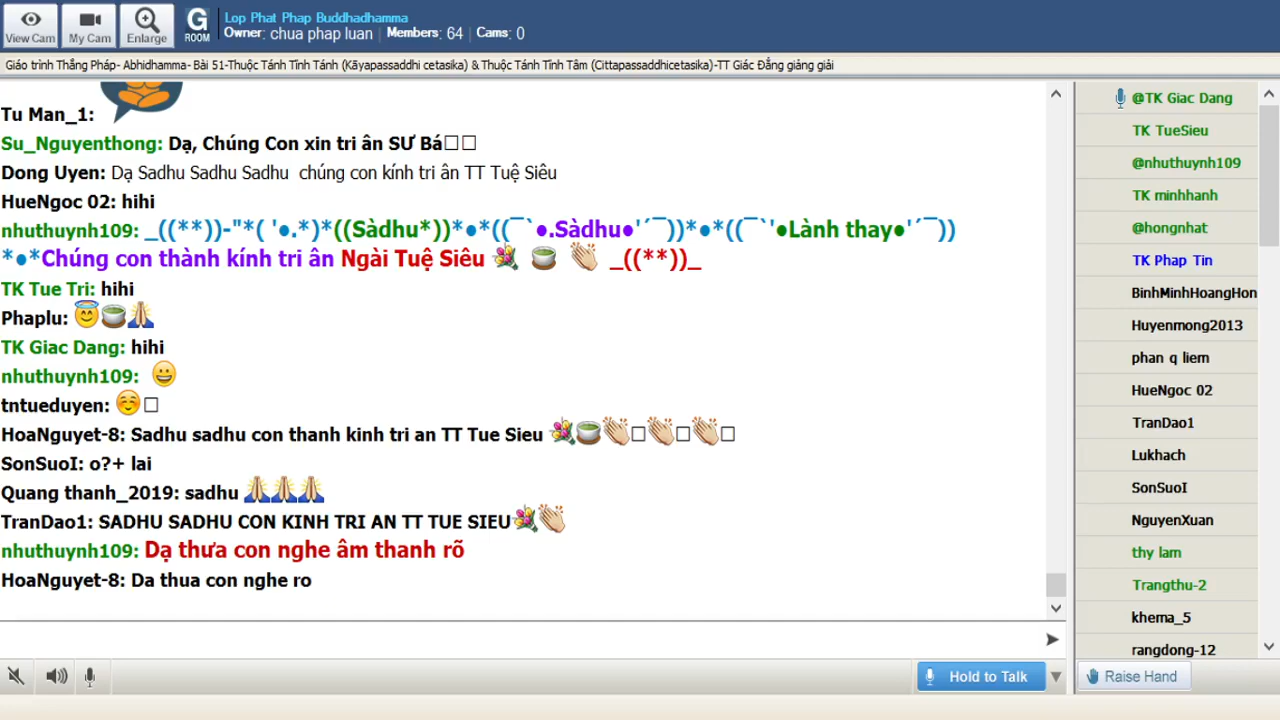 View Cam
My Cam
Enlarge
G ROOM
Lop Phat Phap Buddhadhamma
Owner: chua phap luan | Members: 64 | Cams: 0
Giáo trình Thắng Pháp- Abhidhamma- Bài 51-Thuộc Tánh Tĩnh Tánh (Kāyapassaddhi cetasika) & Thuộc Tánh Tĩnh Tâm (Cittapassaddhicetasika)-TT Giác Đẳng giảng giải
Tu Man_1:
Su_Nguyenthong: Dạ, Chúng Con xin tri ân SƯ Bá□□
Dong Uyen: Dạ Sadhu Sadhu Sadhu chúng con kính tri ân TT Tuệ Siêu
HueNgoc 02: hihi
nhuthuynh109: _((**))-"*( '●.*)*((Sàdhu*))*●*((¯`●.Sàdhu●'´¯))*●*((¯`'●Lành thay●'´¯))
*●*Chúng con thành kính tri ân Ngài Tuệ Siêu 💐 🍵 👏 _((**))_
TK Tue Tri: hihi
Phaplu: 😇🍵🙏
TK Giac Dang: hihi
nhuthuynh109: 😀
tntueduyen: ☺️□
HoaNguyet-8: Sadhu sadhu con thanh kinh tri an TT Tue Sieu 💐🍵👏□👏□👏□
SonSuoI: o?+ lai
Quang thanh_2019: sadhu 🙏🙏🙏
TranDao1: SADHU SADHU CON KINH TRI AN TT TUE SIEU💐👏
nhuthuynh109: Dạ thưa con nghe âm thanh rõ
HoaNguyet-8: Da thua con nghe ro
Hold to Talk
@TK Giac Dang
TK TueSieu
@nhuthuynh109
TK minhhanh
@hongnhat
TK Phap Tin
BinhMinhHoangHon
Huyenmong2013
phan q liem
HueNgoc 02
TranDao1
Lukhach
SonSuoI
NguyenXuan
thy lam
Trangthu-2
khema_5
rangdong-12
Raise Hand